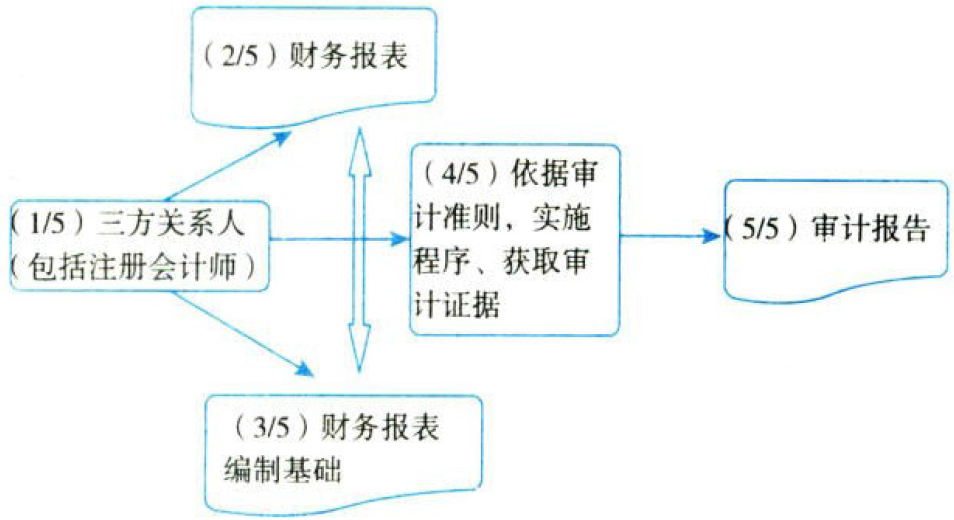 （2/5）财务报表
（1/5）三方关系人
（包括注册会计师）
（4/5）依据审
计准则，实施
程序、获取审
计证据
（5/5）审计报告
（3/5）财务报表
编制基础